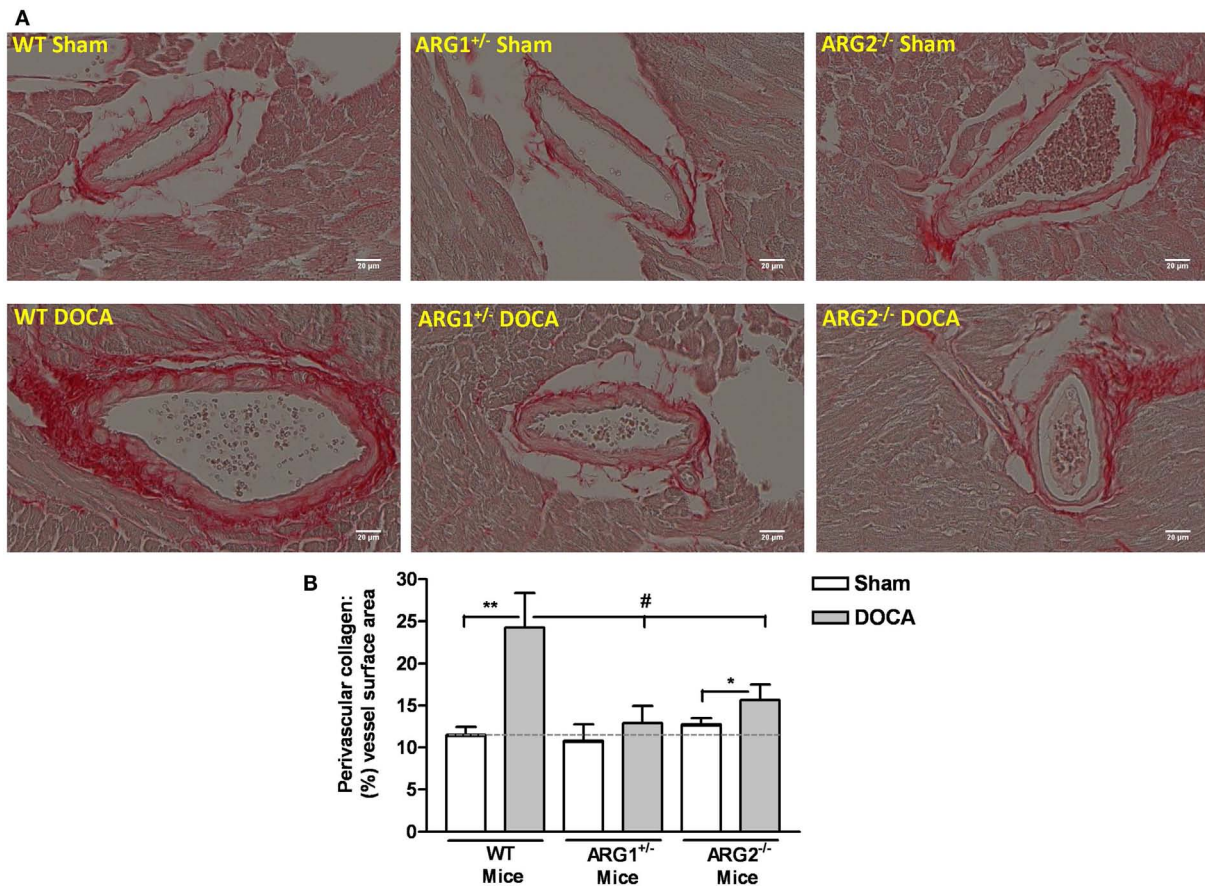 A
WT Sham
ARG1+/- Sham
ARG2-/- Sham
20 µm
20 µm
20 µm
WT DOCA
ARG1+/- DOCA
ARG2-/- DOCA
20 µm
20 µm
20 µm
B
Perivascular collagen:
(%) vessel surface area
30
25
20
15
10
5
0
**
#
*
Sham
DOCA
WT
Mice
ARG1+/-
Mice
ARG2-/-
Mice